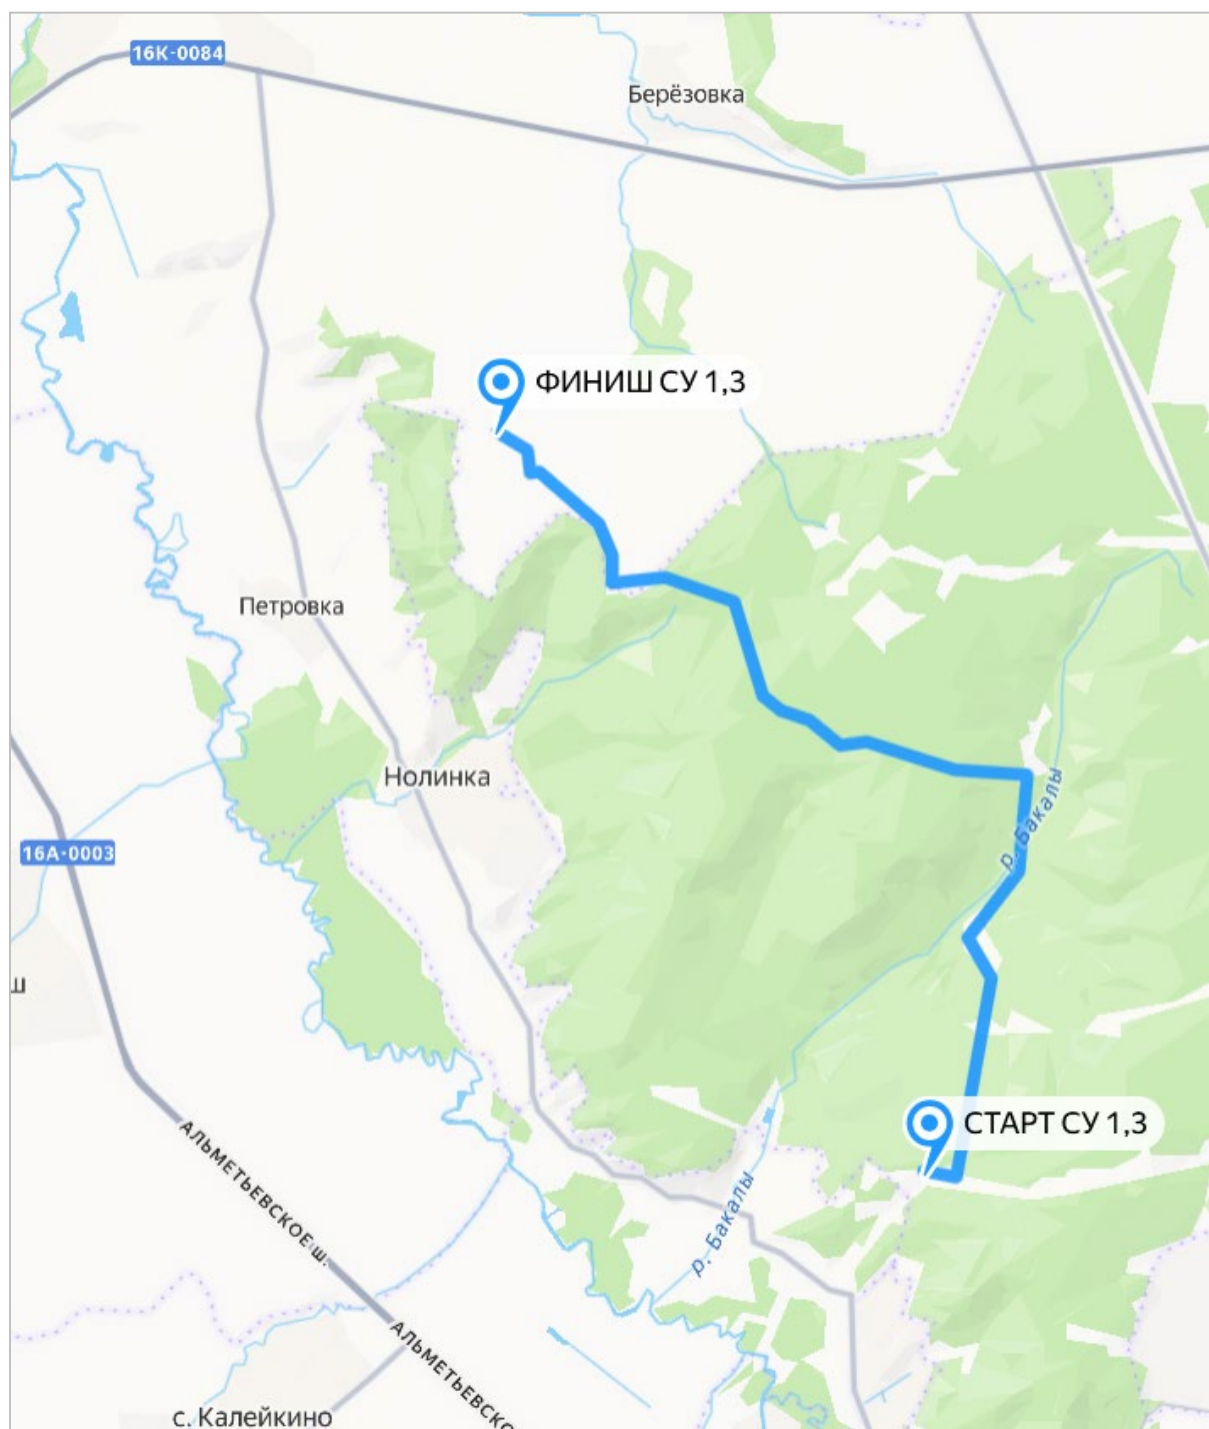 16К-0084
Берёзовка
ФИНИШ СУ 1,3
Петровка
Нолинка
р. Бакалы
16А-0003
ш
СТАРТ СУ 1,3
АЛЬМЕТЬЕВСКОЕ Ш.
р. Бакалы
АЛЬМЕТЬЕВСКО
с. Калейкино